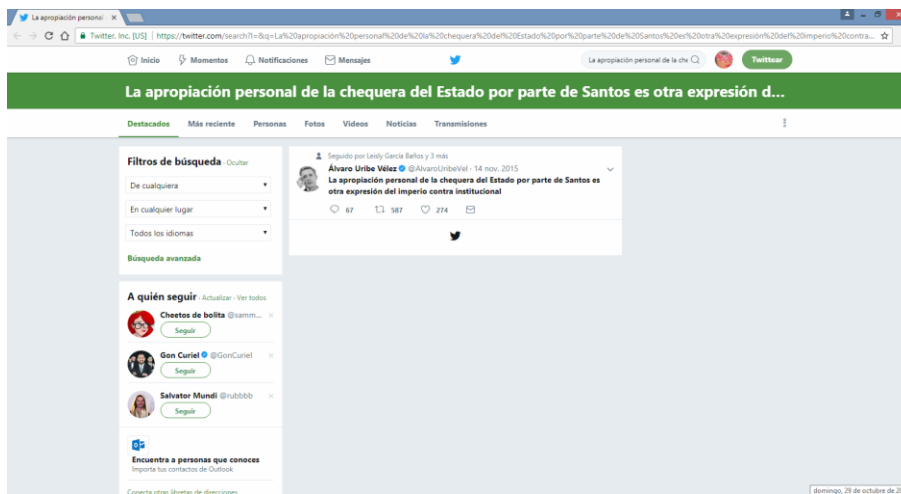 La apropiación personal
Twitter, Inc. [US] | https://twitter.com/search?l=&q=La%20apropiación%20personal%20de%20la%20chequera%20del%20Estado%20por%20parte%20de%20Santos%20es%20otra%20expresión%20del%20imperio%20contra...
Inicio Momentos Notificaciones Mensajes La apropiación personal de la che Twittear
La apropiación personal de la chequera del Estado por parte de Santos es otra expresión d...
Destacados Más reciente Personas Fotos Videos Noticias Transmisiones
Filtros de búsqueda · Ocultar
De cualquiera
En cualquier lugar
Todos los idiomas
Búsqueda avanzada
Seguido por Leisly García Baños y 3 más
Álvaro Uribe Vélez @AlvaroUribeVel · 14 nov. 2015
La apropiación personal de la chequera del Estado por parte de Santos es
otra expresión del imperio contra institucional
67 587 274
A quién seguir · Actualizar · Ver todos
Cheetos de bolita @samm...
Seguir
Gon Curiel @GonCuriel
Seguir
Salvator Mundi @rubbbb
Seguir
Encuentra a personas que conoces
Importa tus contactos de Outlook
Conecta otras libretas de direcciones
domingo, 29 de octubre de 20